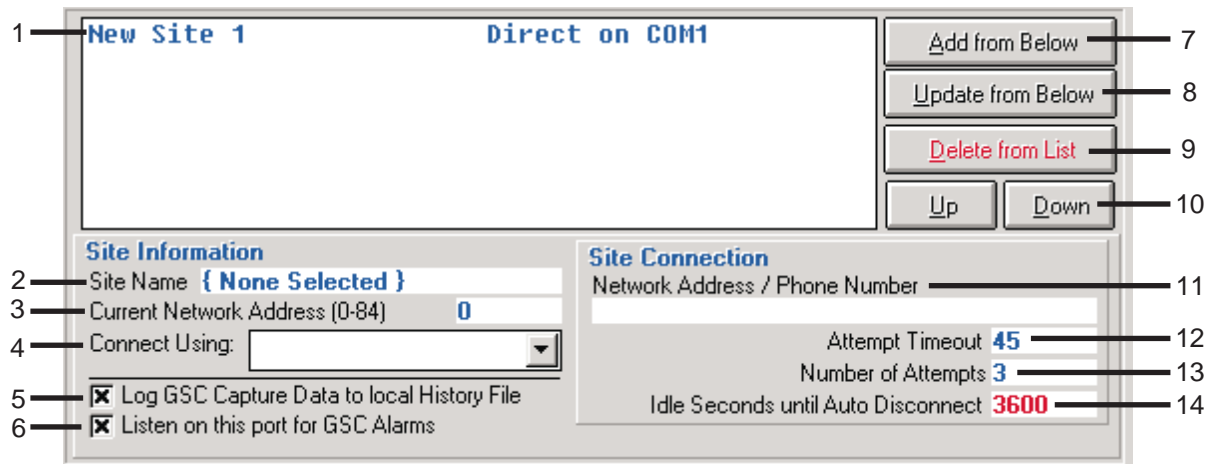 1 New Site 1 Direct on COM1
Add from Below 7
Update from Below 8
Delete from List 9
Up Down 10
Site Information
2 Site Name { None Selected }
3 Current Network Address (0-84) 0
4 Connect Using:
5 Log GSC Capture Data to local History File
6 Listen on this port for GSC Alarms
Site Connection
Network Address / Phone Number 11
Attempt Timeout 45 12
Number of Attempts 3 13
Idle Seconds until Auto Disconnect 3600 14